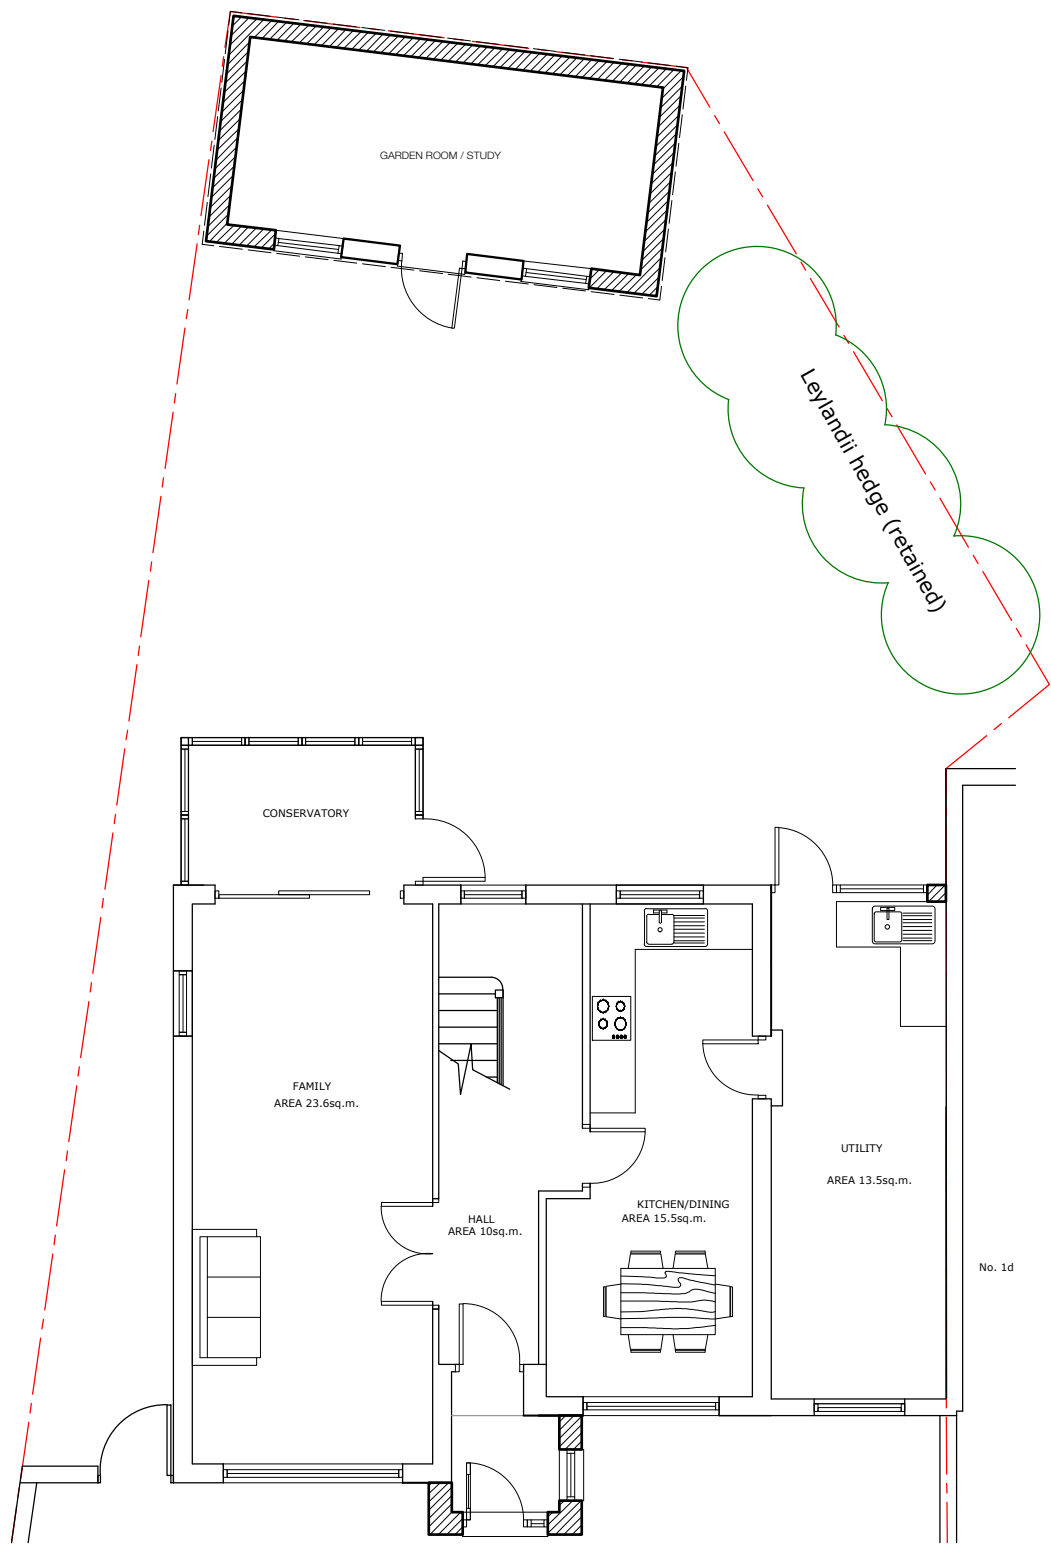 GARDEN ROOM / STUDY
Leylandii hedge (retained)
CONSERVATORY
FAMILY
AREA 23.6sq.m.
UTILITY
AREA 13.5sq.m.
KITCHEN/DINING
AREA 15.5sq.m.
HALL
AREA 10sq.m.
No. 1d